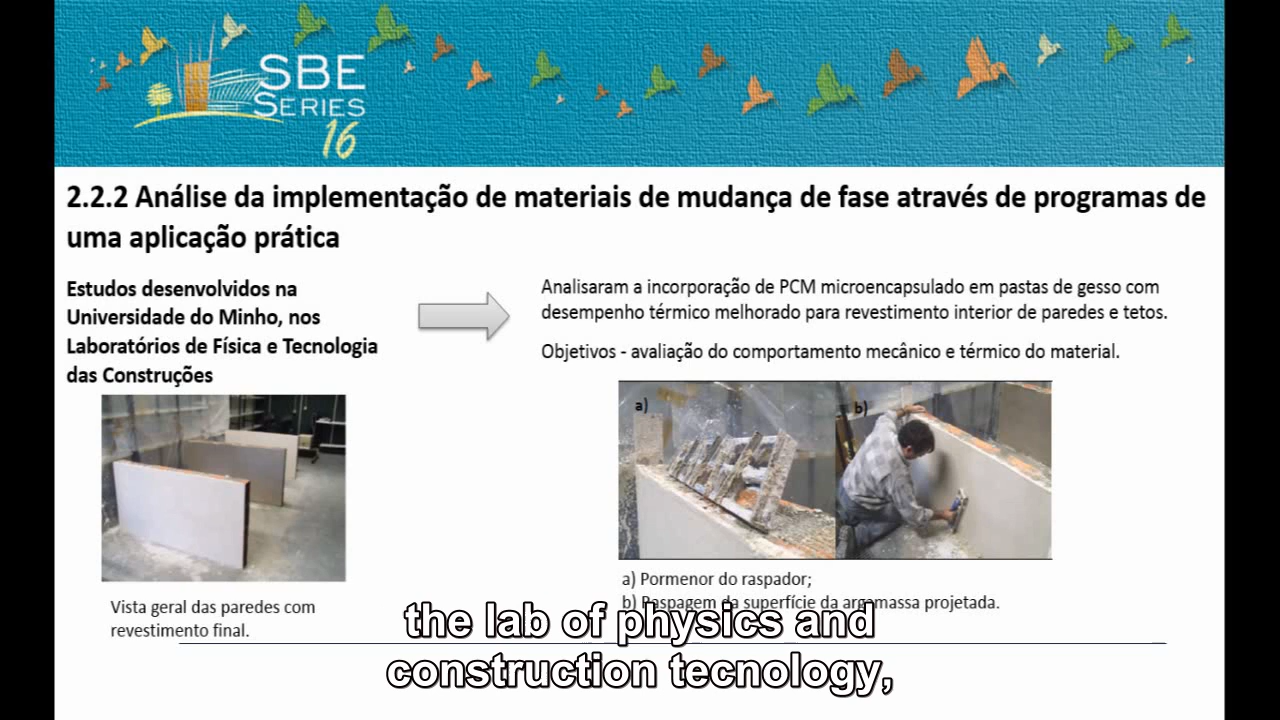 SBE
SERIES
16
2.2.2 Análise da implementação de materiais de mudança de fase através de programas de
uma aplicação prática
Estudos desenvolvidos na
Universidade do Minho, nos
Laboratórios de Física e Tecnologia
das Construções
Analisaram a incorporação de PCM microencapsulado em pastas de gesso com
desempenho térmico melhorado para revestimento interior de paredes e tetos.
Objetivos - avaliação do comportamento mecânico e térmico do material.
a)
b)
a) Pormenor do raspador;
b) Raspagem da superfície da argamassa projetada.
Vista geral das paredes com
revestimento final.
the lab of physics and
construction tecnology,